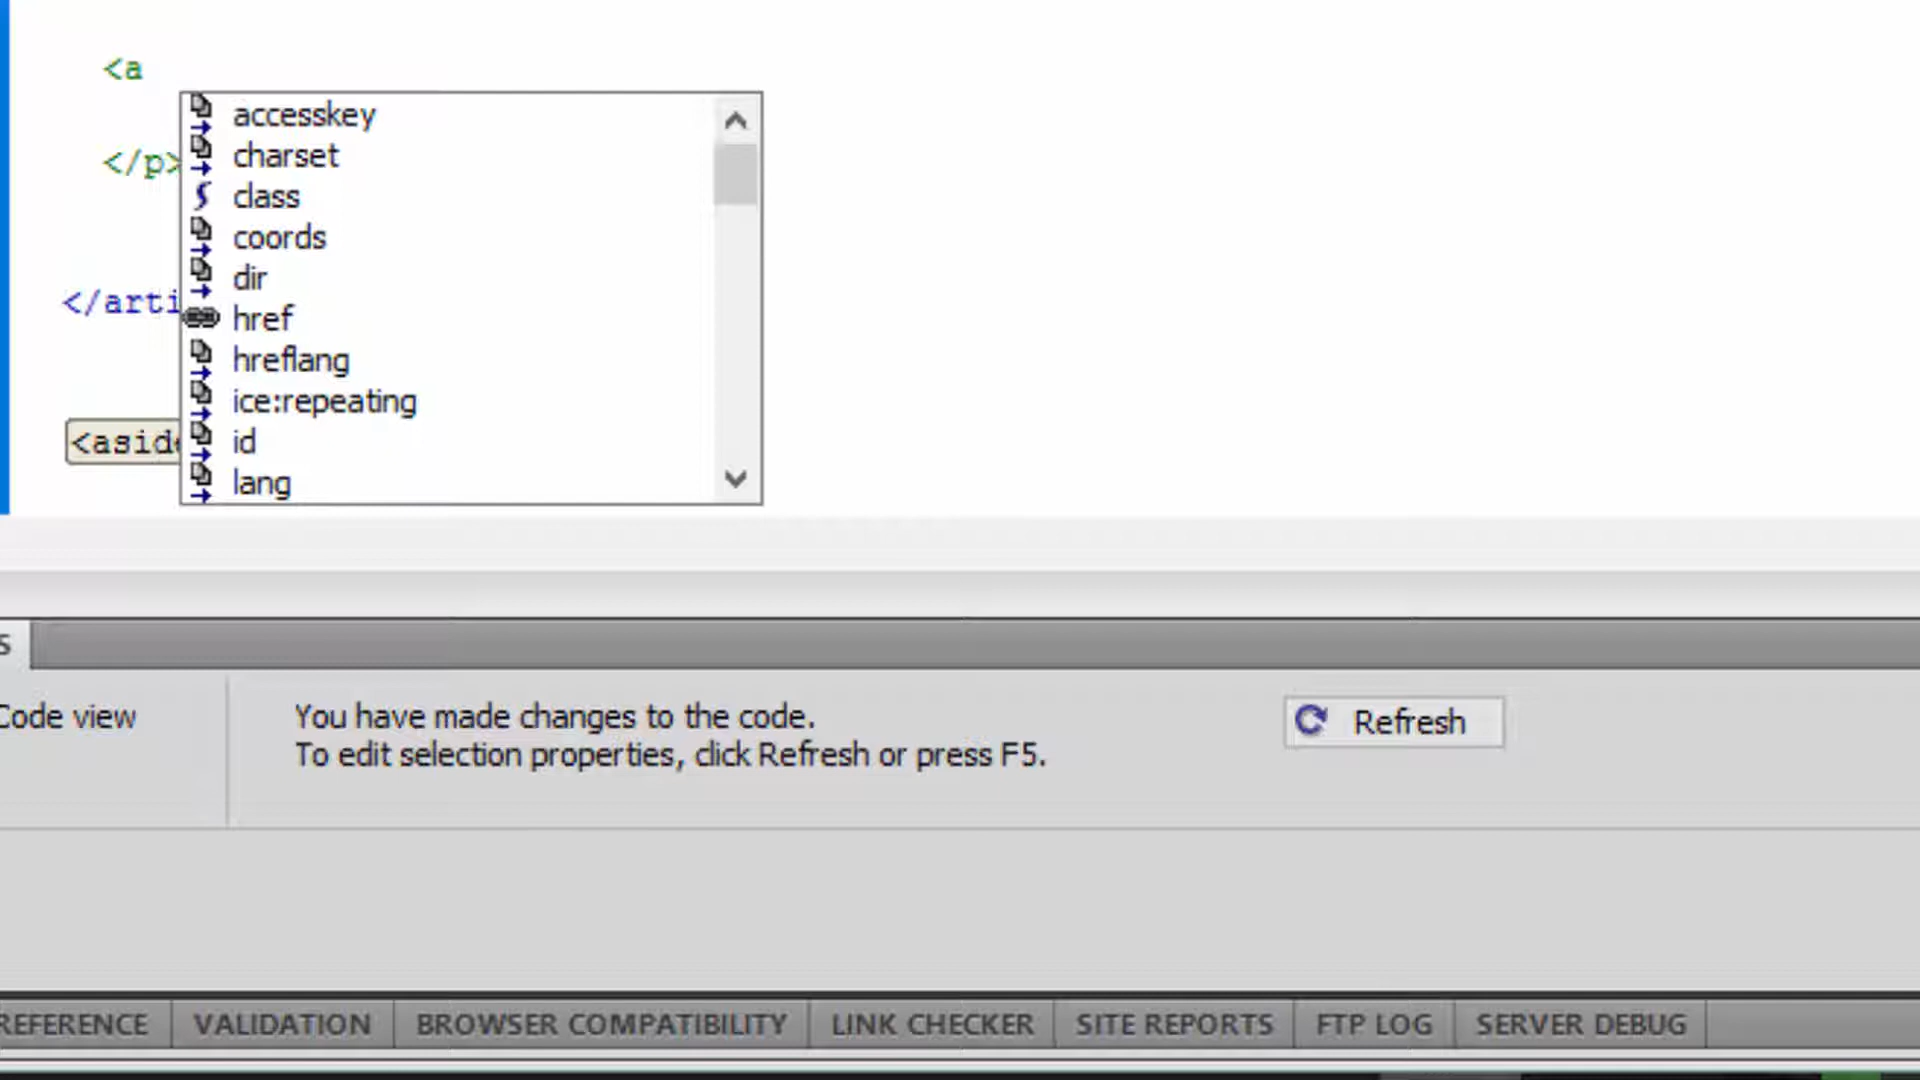 <a
accesskey
charset
</p>
class
coords
dir
</arti
href
hreflang
ice:repeating
<aside
id
lang
S
Code view
You have made changes to the code.
To edit selection properties, click Refresh or press F5.
Refresh
REFERENCE VALIDATION BROWSER COMPATIBILITY LINK CHECKER SITE REPORTS FTP LOG SERVER DEBUG